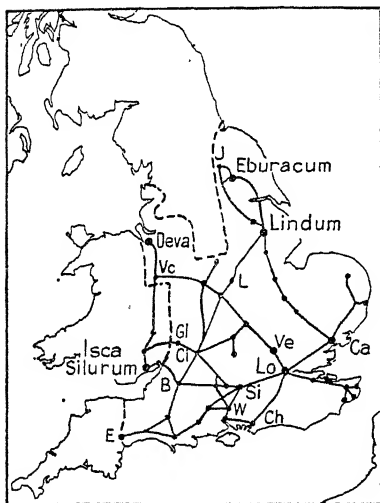 J
Eburacum
Lindum
Deva
Vc
L
Gl
Ci
Isca
Silurum
Ve
Lo
Ca
B
Si
W
Ch
E